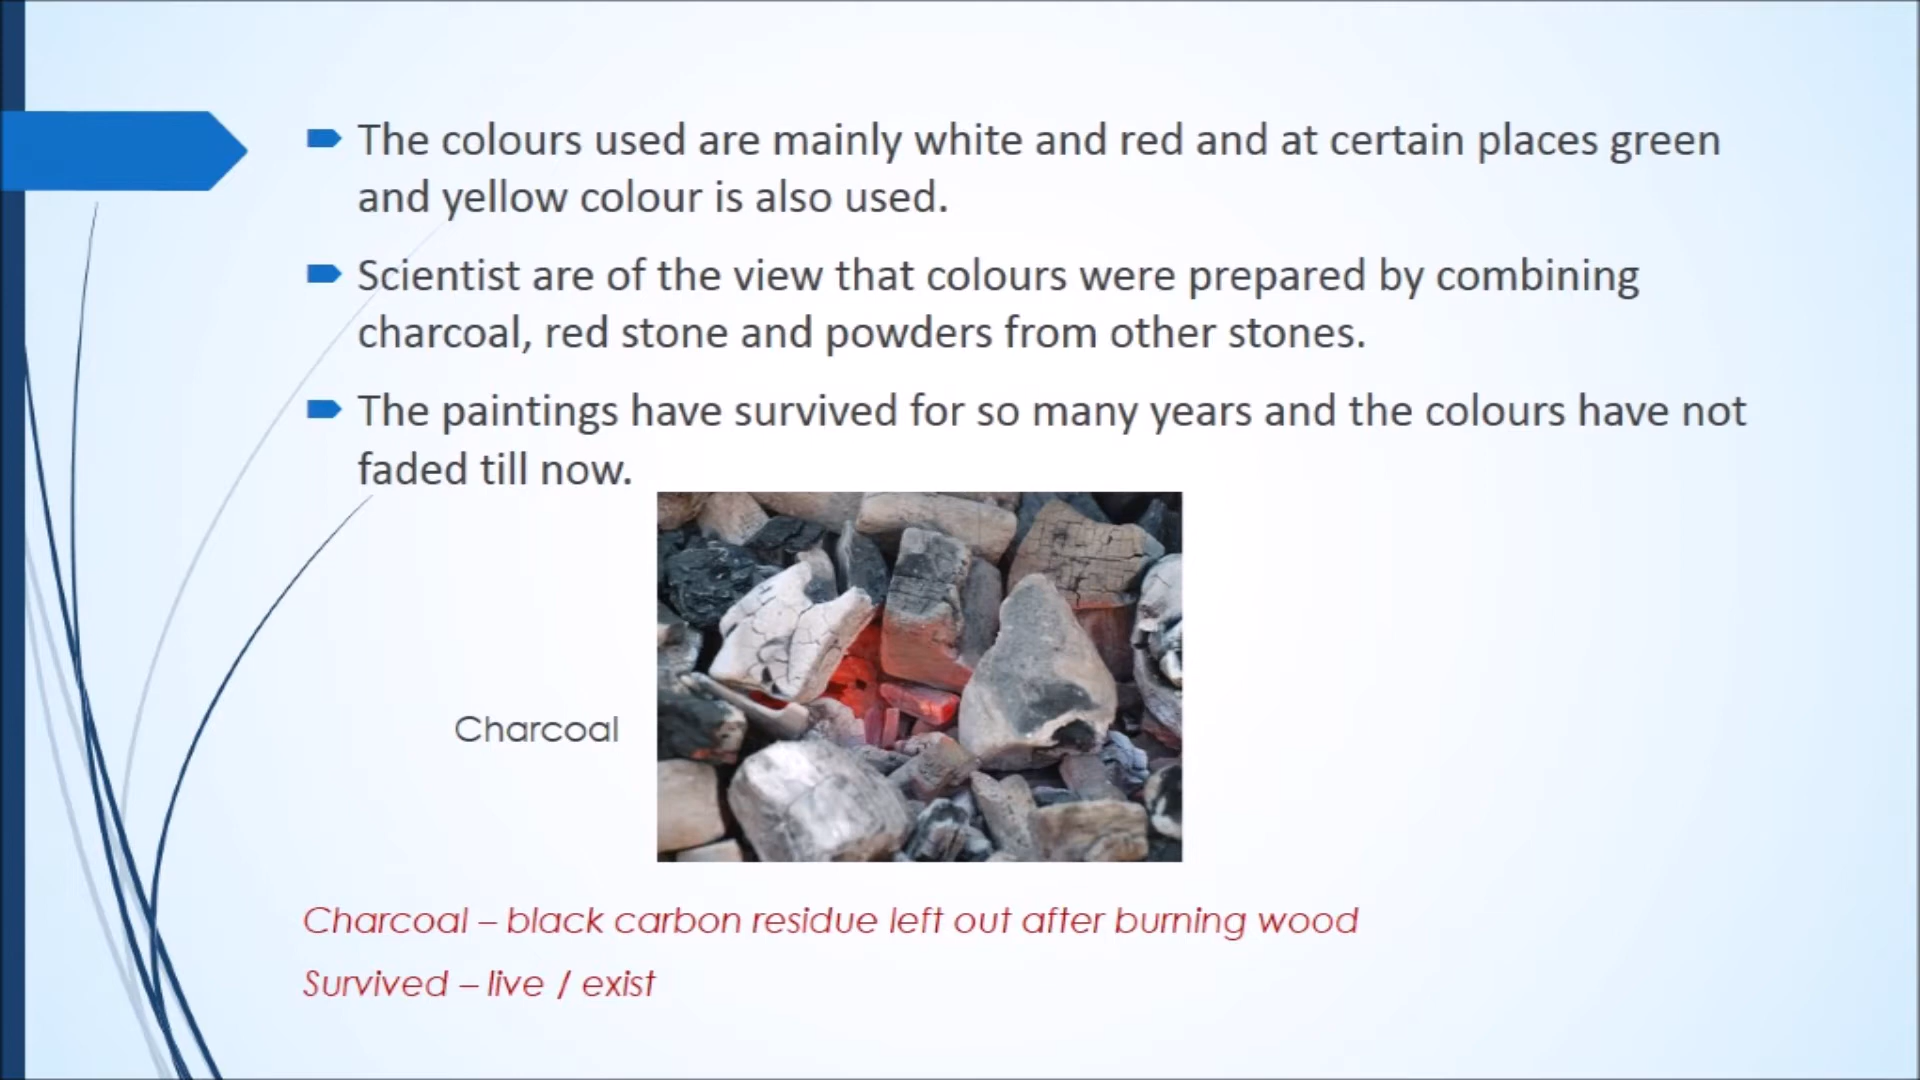 The colours used are mainly white and red and at certain places green
and yellow colour is also used.
Scientist are of the view that colours were prepared by combining
charcoal, red stone and powders from other stones.
The paintings have survived for so many years and the colours have not
faded till now.
Charcoal
Charcoal – black carbon residue left out after burning wood
Survived – live / exist